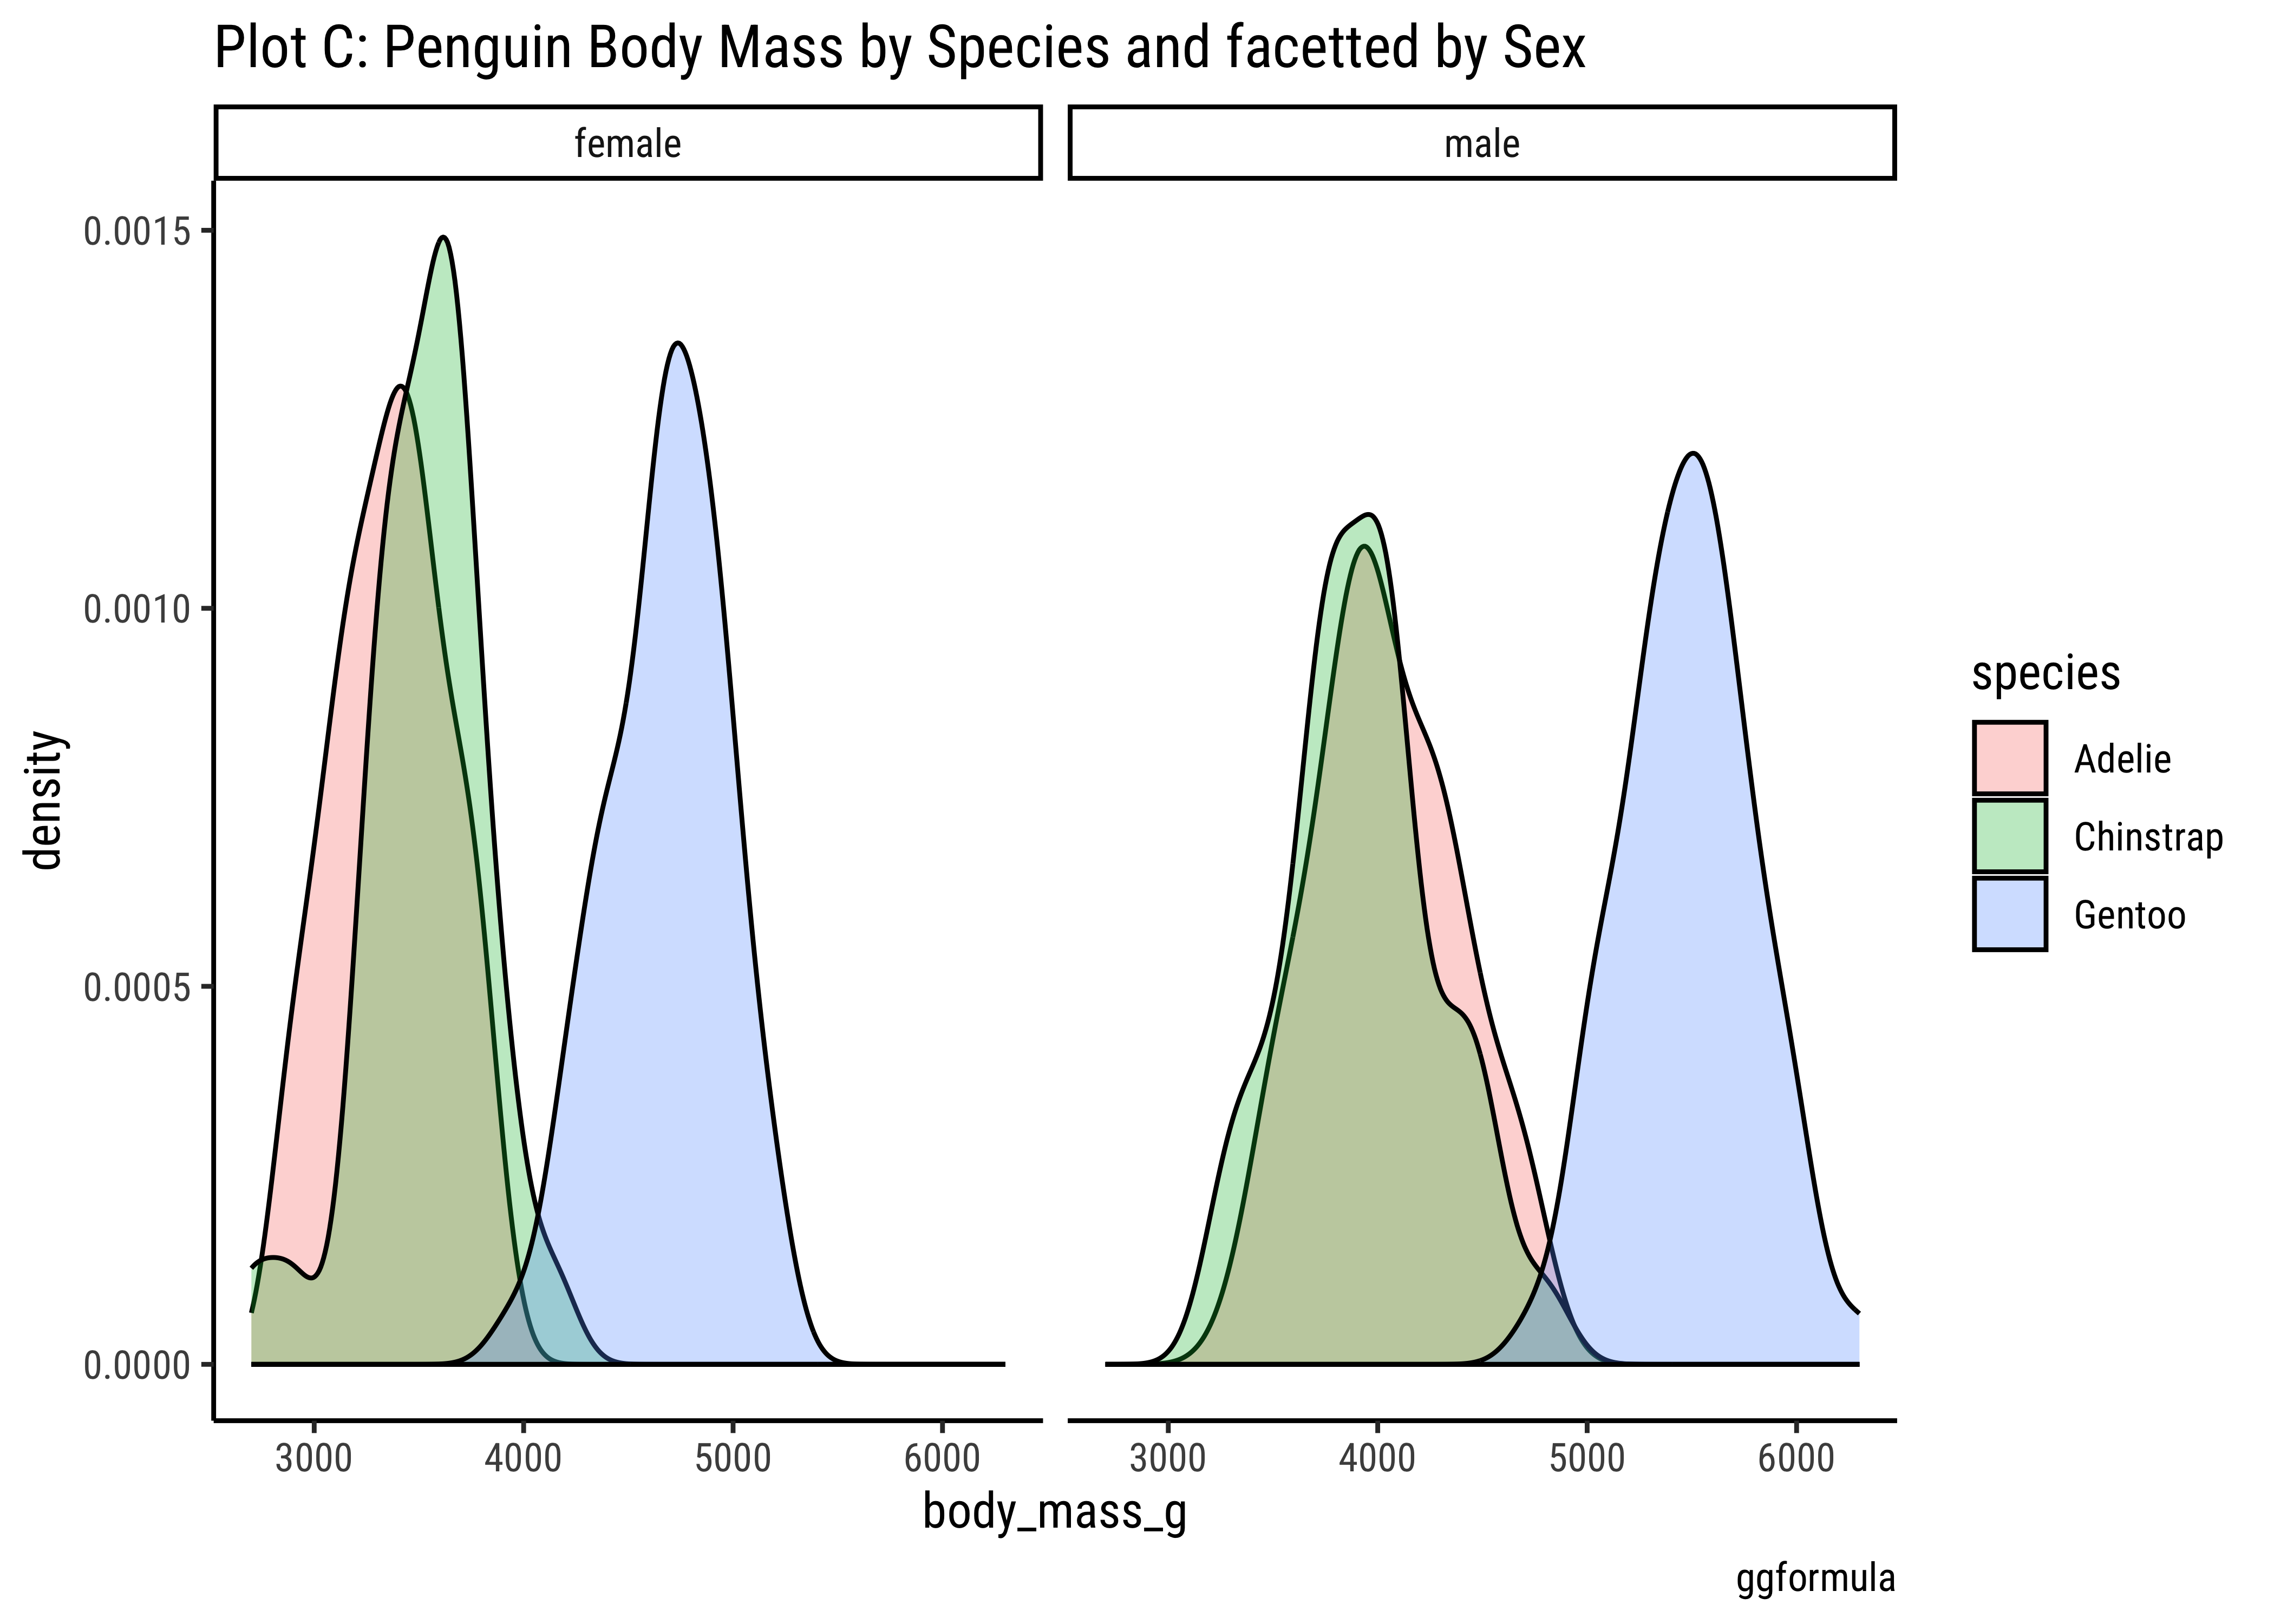 Plot C: Penguin Body Mass by Species and facetted by Sex
female
male
0.0015
0.0010
0.0005
0.0000
density
3000 4000 5000 6000
3000 4000 5000 6000
body_mass_g
species
Adelie
Chinstrap
Gentoo
ggformula